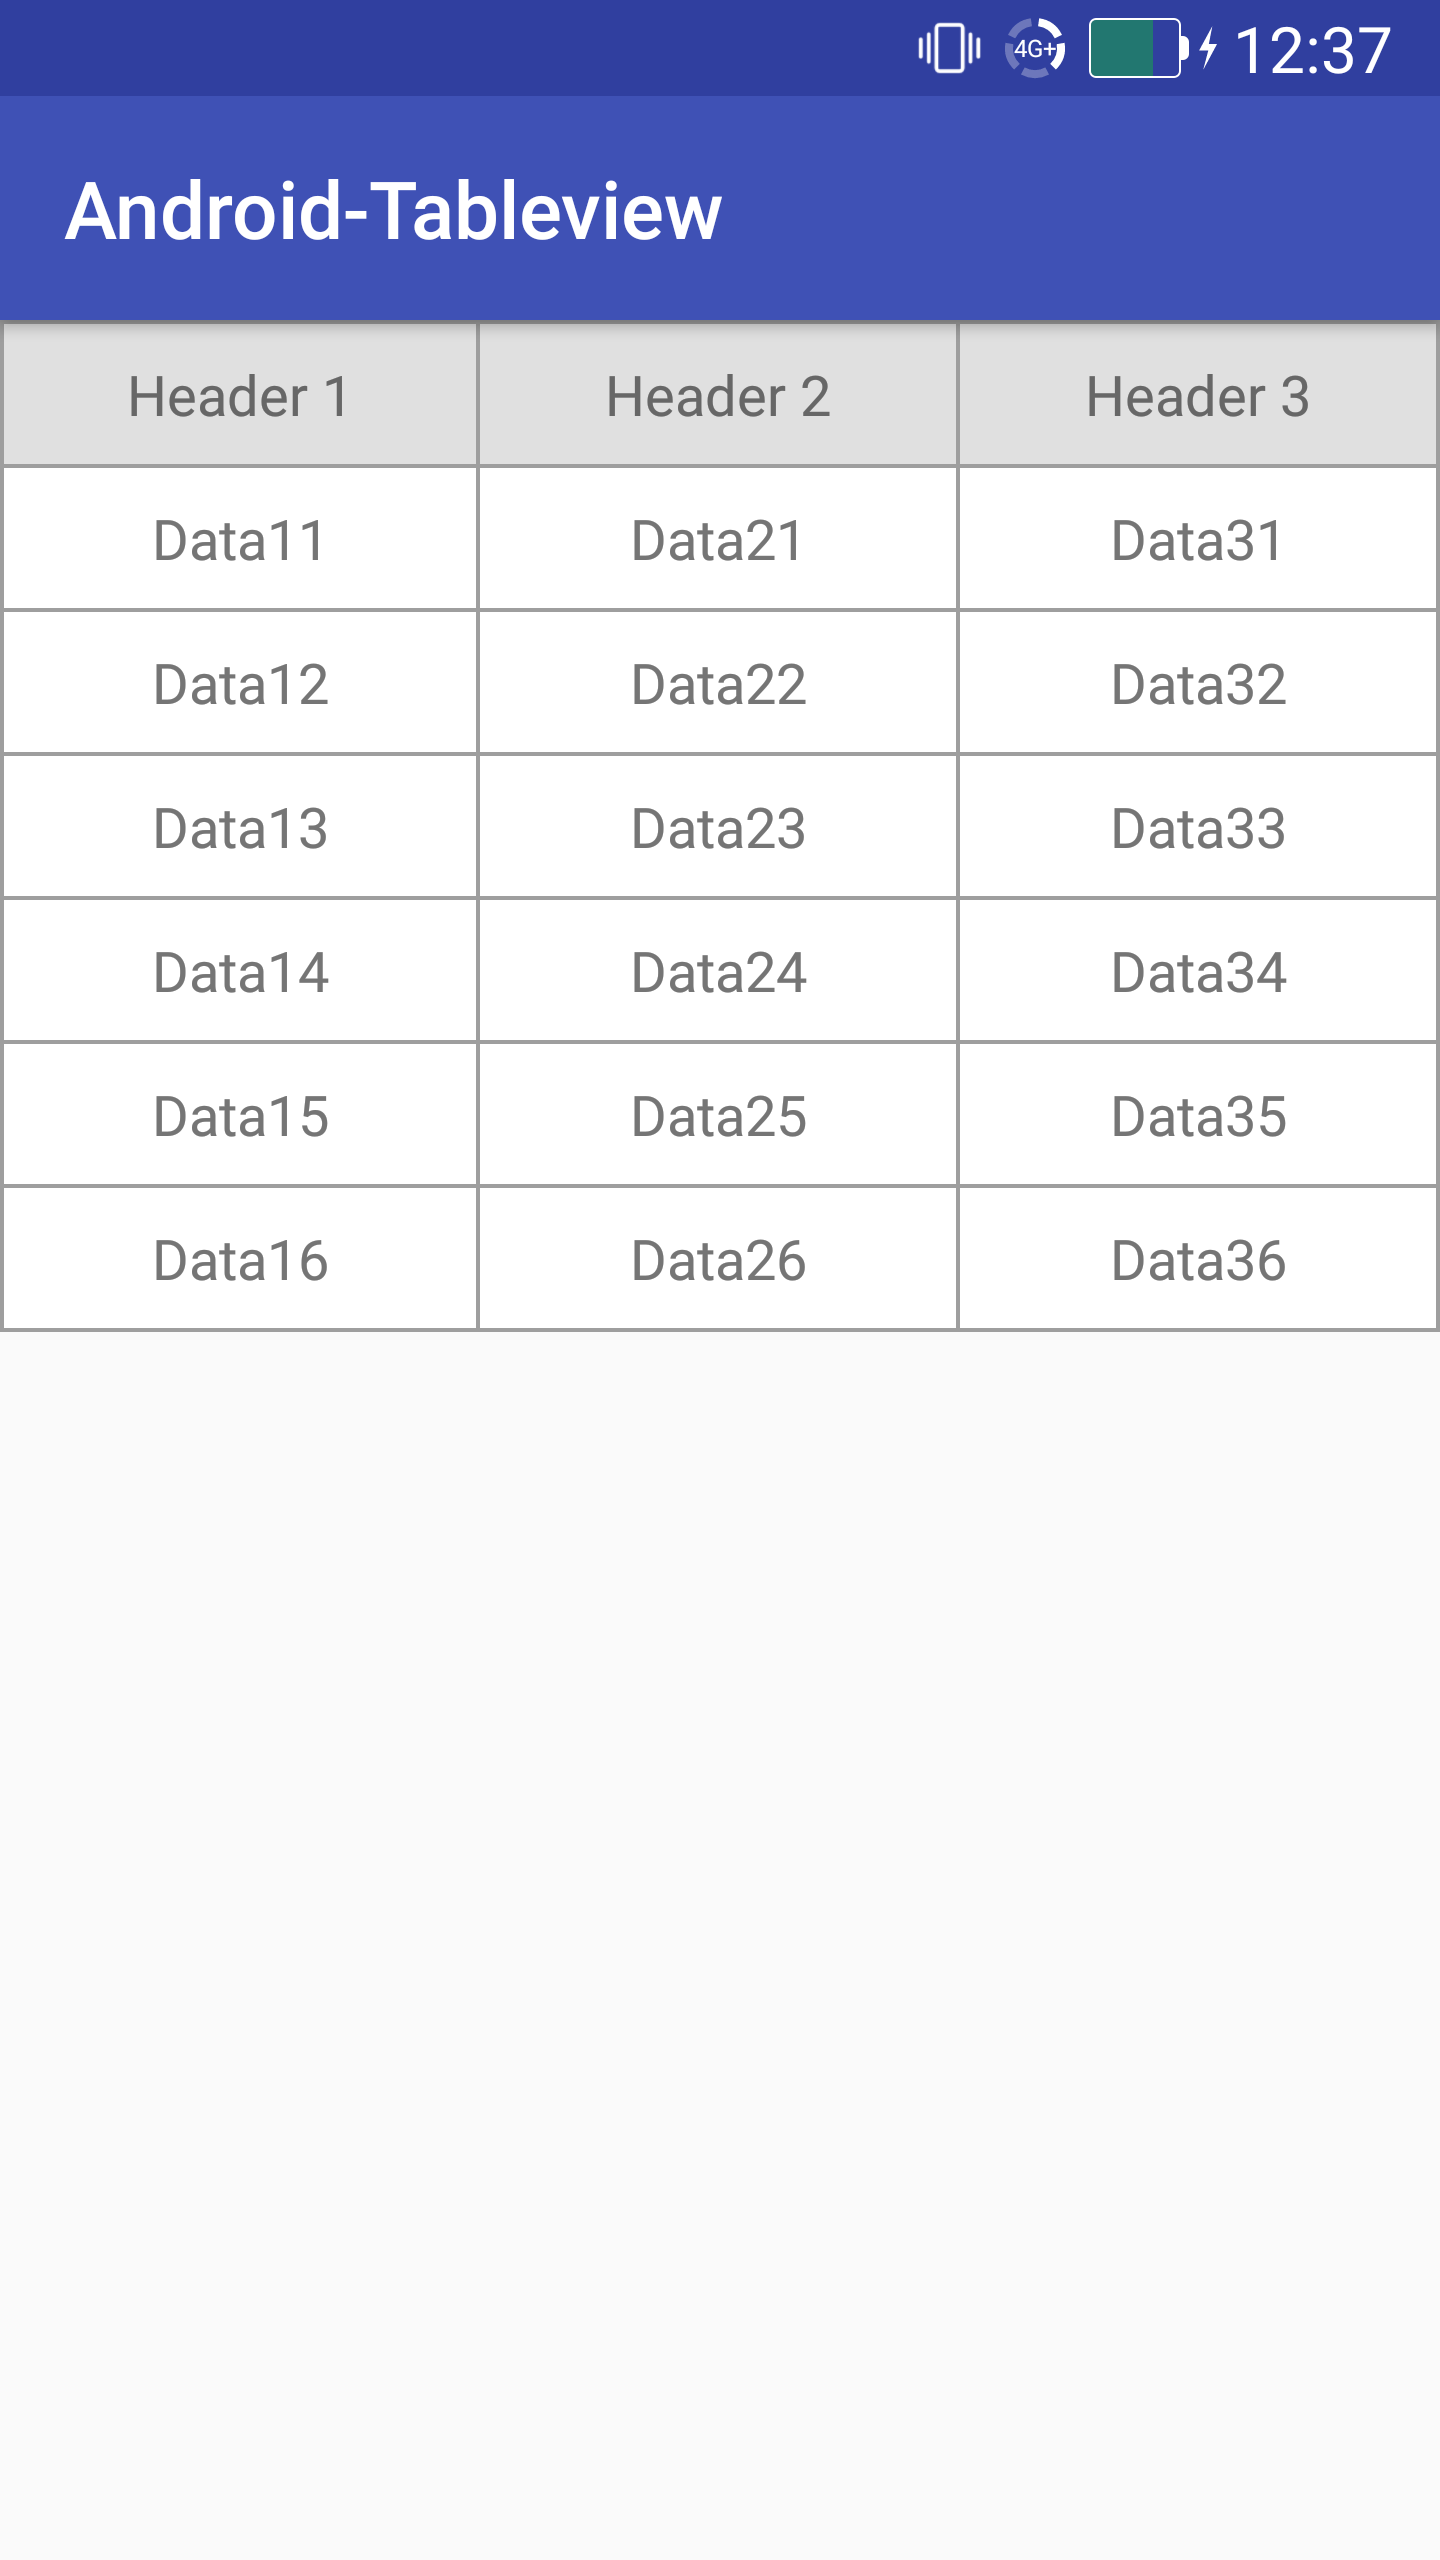 4G+ 12:37
Android-Tableview
Header 1 Header 2 Header 3
Data11 Data21 Data31
Data12 Data22 Data32
Data13 Data23 Data33
Data14 Data24 Data34
Data15 Data25 Data35
Data16 Data26 Data36